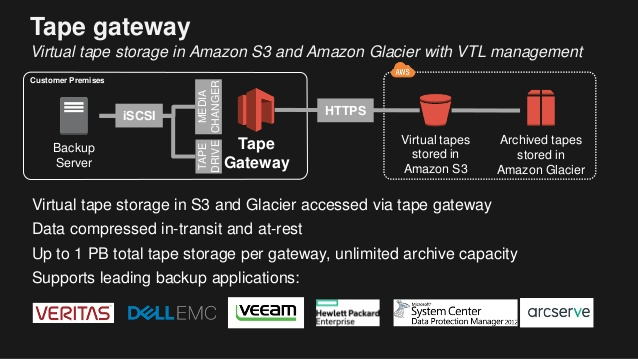 Tape gateway
Virtual tape storage in Amazon S3 and Amazon Glacier with VTL management
Customer Premises
AWS
Backup
Server
iSCSI
MEDIA
CHANGER
TAPE
DRIVE
Tape
Gateway
HTTPS
Virtual tapes
stored in
Amazon S3
Archived tapes
stored in
Amazon Glacier
Virtual tape storage in S3 and Glacier accessed via tape gateway
Data compressed in-transit and at-rest
Up to 1 PB total tape storage per gateway, unlimited archive capacity
Supports leading backup applications:
VERITAS
DELLEMC
veeam
Hewlett Packard
Enterprise
Microsoft
System Center
Data Protection Manager 2012
arcserve